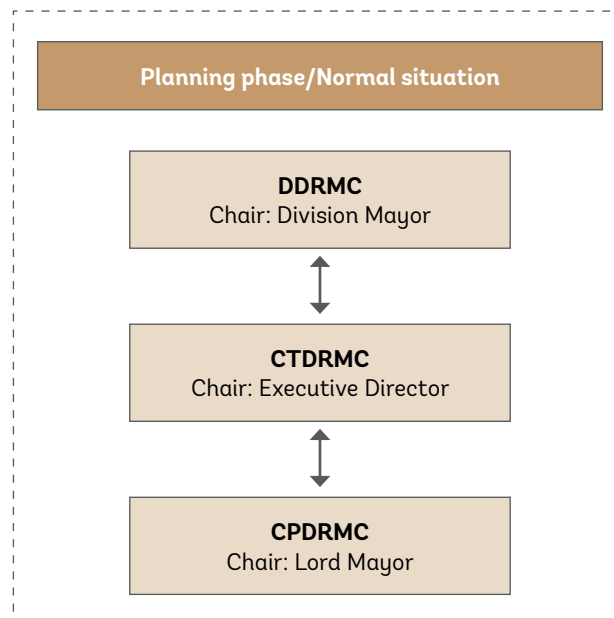 Planning phase/Normal situation
DDRMC
Chair: Division Mayor
CTDRMC
Chair: Executive Director
CPDRMC
Chair: Lord Mayor